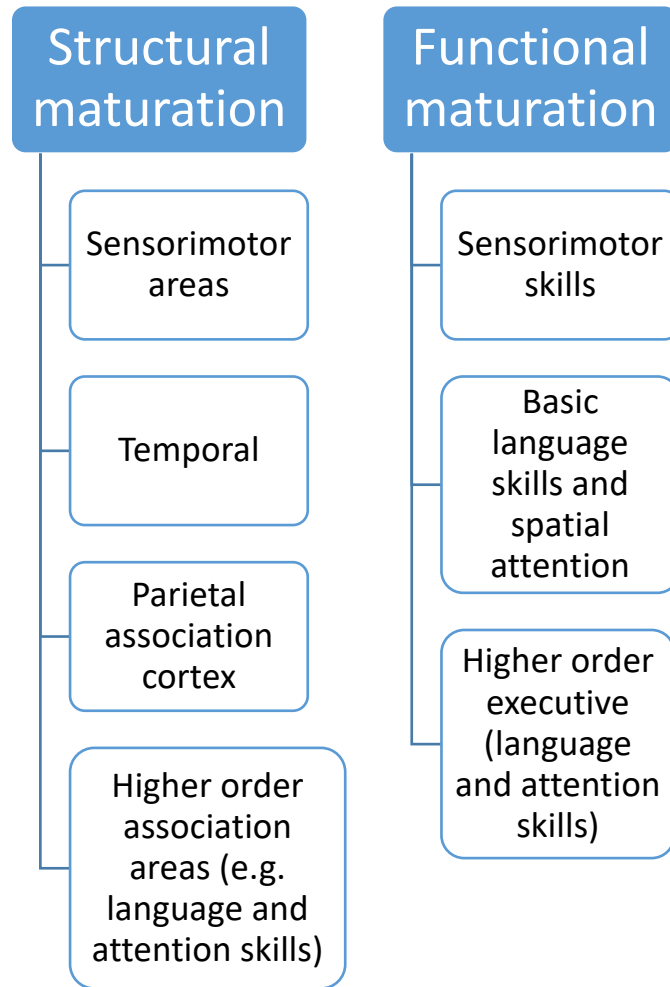 Structural
maturation
Sensorimotor
areas
Temporal
Parietal
association
cortex
Higher order
association
areas (e.g.
language and
attention skills)
Functional
maturation
Sensorimotor
skills
Basic
language
skills and
spatial
attention
Higher order
executive
(language
and attention
skills)